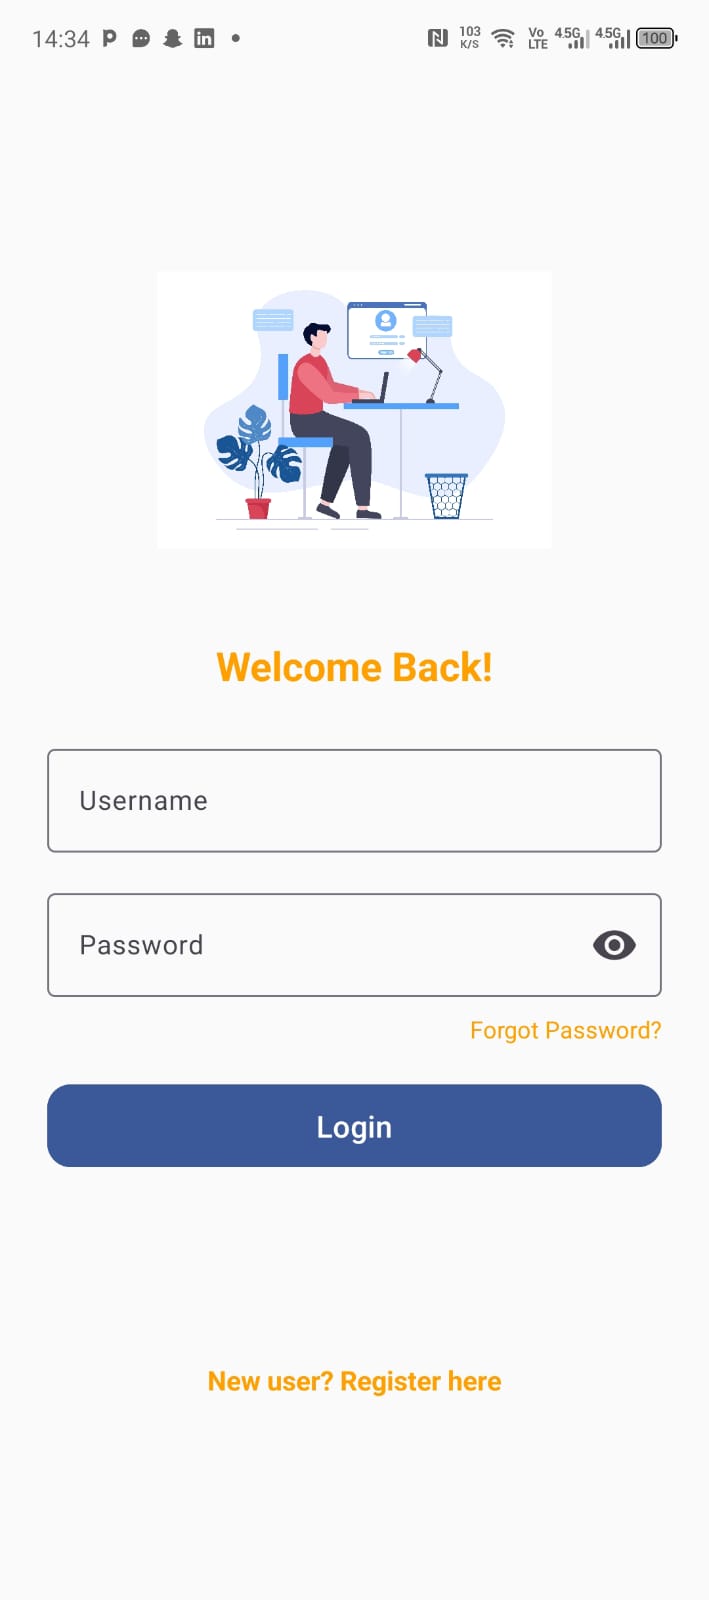 14:34
103
K/S
Vo
LTE
4.5G
4.5G
100
Welcome Back!
Username
Password
Forgot Password?
Login
New user? Register here